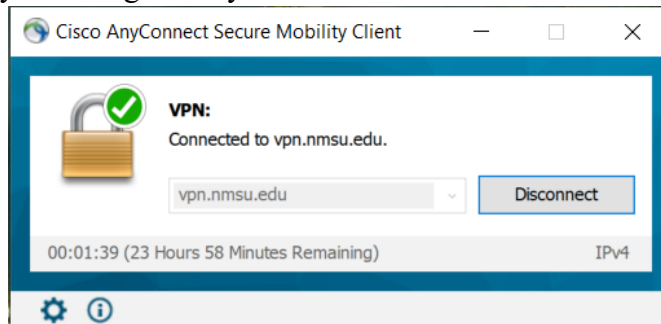 Cisco AnyConnect Secure Mobility Client
VPN:
Connected to vpn.nmsu.edu.
vpn.nmsu.edu
Disconnect
00:01:39 (23 Hours 58 Minutes Remaining)
IPv4